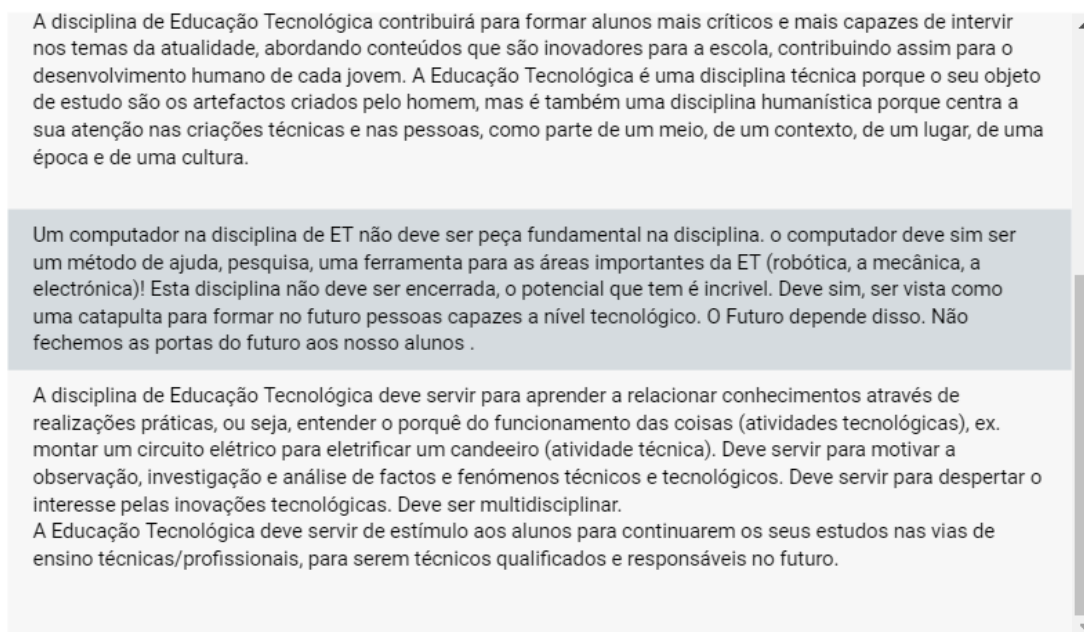 A disciplina de Educação Tecnológica contribuirá para formar alunos mais críticos e mais capazes de intervir
nos temas da atualidade, abordando conteúdos que são inovadores para a escola, contribuindo assim para o
desenvolvimento humano de cada jovem. A Educação Tecnológica é uma disciplina técnica porque o seu objeto
de estudo são os artefactos criados pelo homem, mas é também uma disciplina humanística porque centra a
sua atenção nas criações técnicas e nas pessoas, como parte de um meio, de um contexto, de um lugar, de uma
época e de uma cultura.
Um computador na disciplina de ET não deve ser peça fundamental na disciplina. o computador deve sim ser
um método de ajuda, pesquisa, uma ferramenta para as áreas importantes da ET (robótica, a mecânica, a
electrónica)! Esta disciplina não deve ser encerrada, o potencial que tem é incrivel. Deve sim, ser vista como
uma catapulta para formar no futuro pessoas capazes a nível tecnológico. O Futuro depende disso. Não
fechemos as portas do futuro aos nosso alunos .
A disciplina de Educação Tecnológica deve servir para aprender a relacionar conhecimentos através de
realizações práticas, ou seja, entender o porquê do funcionamento das coisas (atividades tecnológicas), ex.
montar um circuito elétrico para eletrificar um candeeiro (atividade técnica). Deve servir para motivar a
observação, investigação e análise de factos e fenómenos técnicos e tecnológicos. Deve servir para despertar o
interesse pelas inovações tecnológicas. Deve ser multidisciplinar.
A Educação Tecnológica deve servir de estímulo aos alunos para continuarem os seus estudos nas vias de
ensino técnicas/profissionais, para serem técnicos qualificados e responsáveis no futuro.